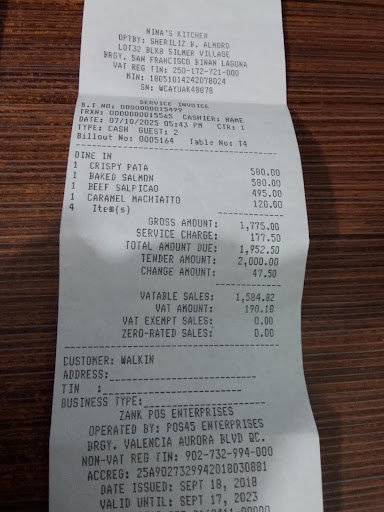 NINA'S KITCHEN
OPTBY: SHERILIZ B. ALMORO
LOT32 BLK8 SILMER VILLAGE
BRGY. SAN FRANCISCO BINAN LAGUNA
VAT REG TIN: 250-172-721-000
MIN: 18051014242078024
SN: WCAYUAK48878
SERVICE INVOICE
S.I NO: 0000000015499
TRXN: 0000000015565 CASHIER: NAME
DATE: 07/10/2025 05:43 PM CTR: 1
TYPE: CASH GUEST: 2
Billout No: 0005164 Table No: T4
DINE IN
1 CRISPY PATA 580.00
1 BAKED SALMON 580.00
1 BEEF SALPICAO 495.00
1 CARAMEL MACHIATTO 120.00
4 Item(s)
GROSS AMOUNT: 1,775.00
SERVICE CHARGE: 177.50
TOTAL AMOUNT DUE: 1,952.50
TENDER AMOUNT: 2,000.00
CHANGE AMOUNT: 47.50
VATABLE SALES: 1,584.82
VAT AMOUNT: 190.18
VAT EXEMPT SALES: 0.00
ZERO-RATED SALES: 0.00
CUSTOMER: WALKIN
ADDRESS:
TIN :
BUSINESS TYPE:
ZANK POS ENTERPRISES
OPERATED BY: POS45 ENTERPRISES
BRGY. VALENCIA AURORA BLVD QC.
NON-VAT REG TIN: 902-732-994-000
ACCREG: 25A9027329942018030881
DATE ISSUED: SEPT 18, 2018
VALID UNTIL: SEPT 17, 2023